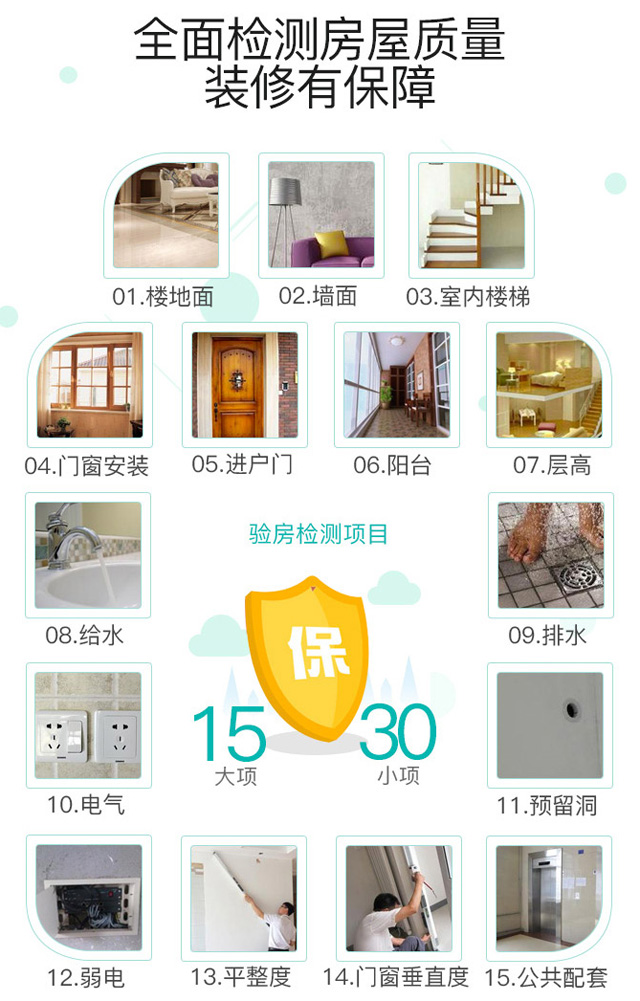 全面检测房屋质量
装修有保障
01.楼地面
02.墙面
03.室内楼梯
04.门窗安装
05.进户门
06.阳台
07.层高
验房检测项目
08.给水
09.排水
保
15
大项
30
小项
10.电气
11.预留洞
12.弱电
13.平整度
14.门窗垂直度
15.公共配套